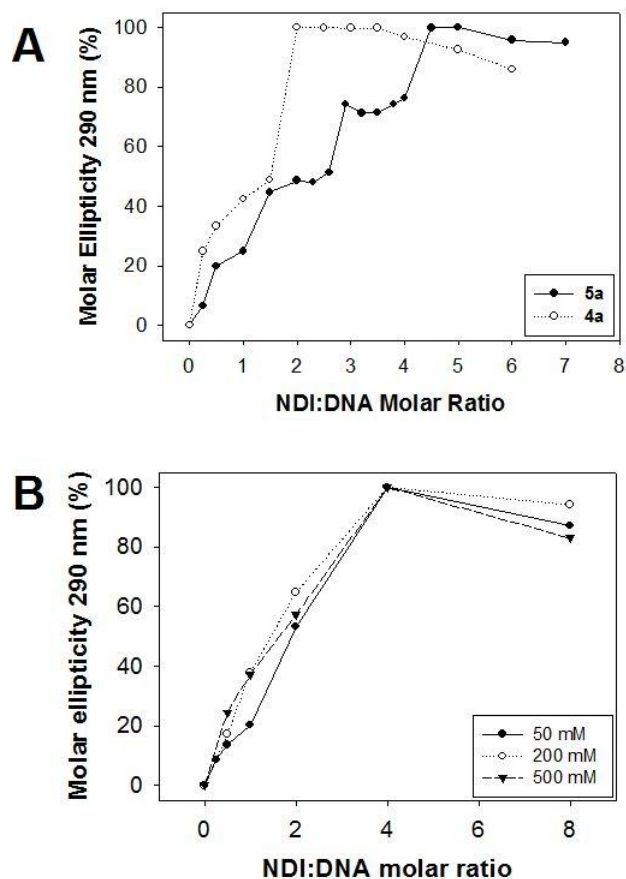 A
Molar Ellipticity 290 nm (%)
100
80
60
40
20
0
0 1 2 3 4 5 6 7 8
NDI:DNA Molar Ratio
5a
4a
B
Molar ellipticity 290 nm (%)
100
80
60
40
20
0
0 2 4 6 8
NDI:DNA molar ratio
50 mM
200 mM
500 mM